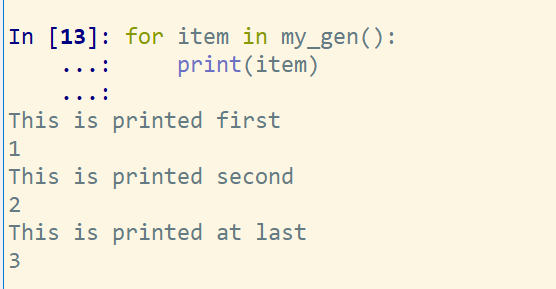 In [13]: for item in my_gen():
    ...:     print(item)
    ...:
This is printed first
1
This is printed second
2
This is printed at last
3